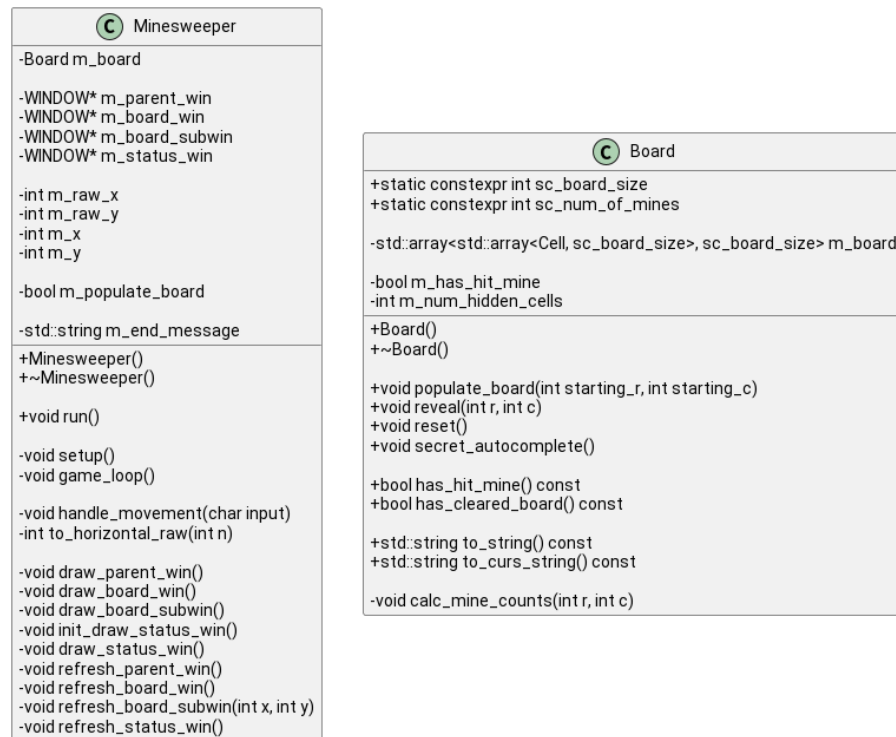 C Minesweeper
-Board m_board
-WINDOW* m_parent_win
-WINDOW* m_board_win
-WINDOW* m_board_subwin
-WINDOW* m_status_win
-int m_raw_x
-int m_raw_y
-int m_x
-int m_y
-bool m_populate_board
-std::string m_end_message
+Minesweeper()
+~Minesweeper()
+void run()
-void setup()
-void game_loop()
-void handle_movement(char input)
-int to_horizontal_raw(int n)
-void draw_parent_win()
-void draw_board_win()
-void draw_board_subwin()
-void init_draw_status_win()
-void draw_status_win()
-void refresh_parent_win()
-void refresh_board_win()
-void refresh_board_subwin(int x, int y)
-void refresh_status_win()
C Board
+static constexpr int sc_board_size
+static constexpr int sc_num_of_mines
-std::array<std::array<Cell, sc_board_size>, sc_board_size> m_board
-bool m_has_hit_mine
-int m_num_hidden_cells
+Board()
+~Board()
+void populate_board(int starting_r, int starting_c)
+void reveal(int r, int c)
+void reset()
+void secret_autocomplete()
+bool has_hit_mine() const
+bool has_cleared_board() const
+std::string to_string() const
+std::string to_curs_string() const
-void calc_mine_counts(int r, int c)